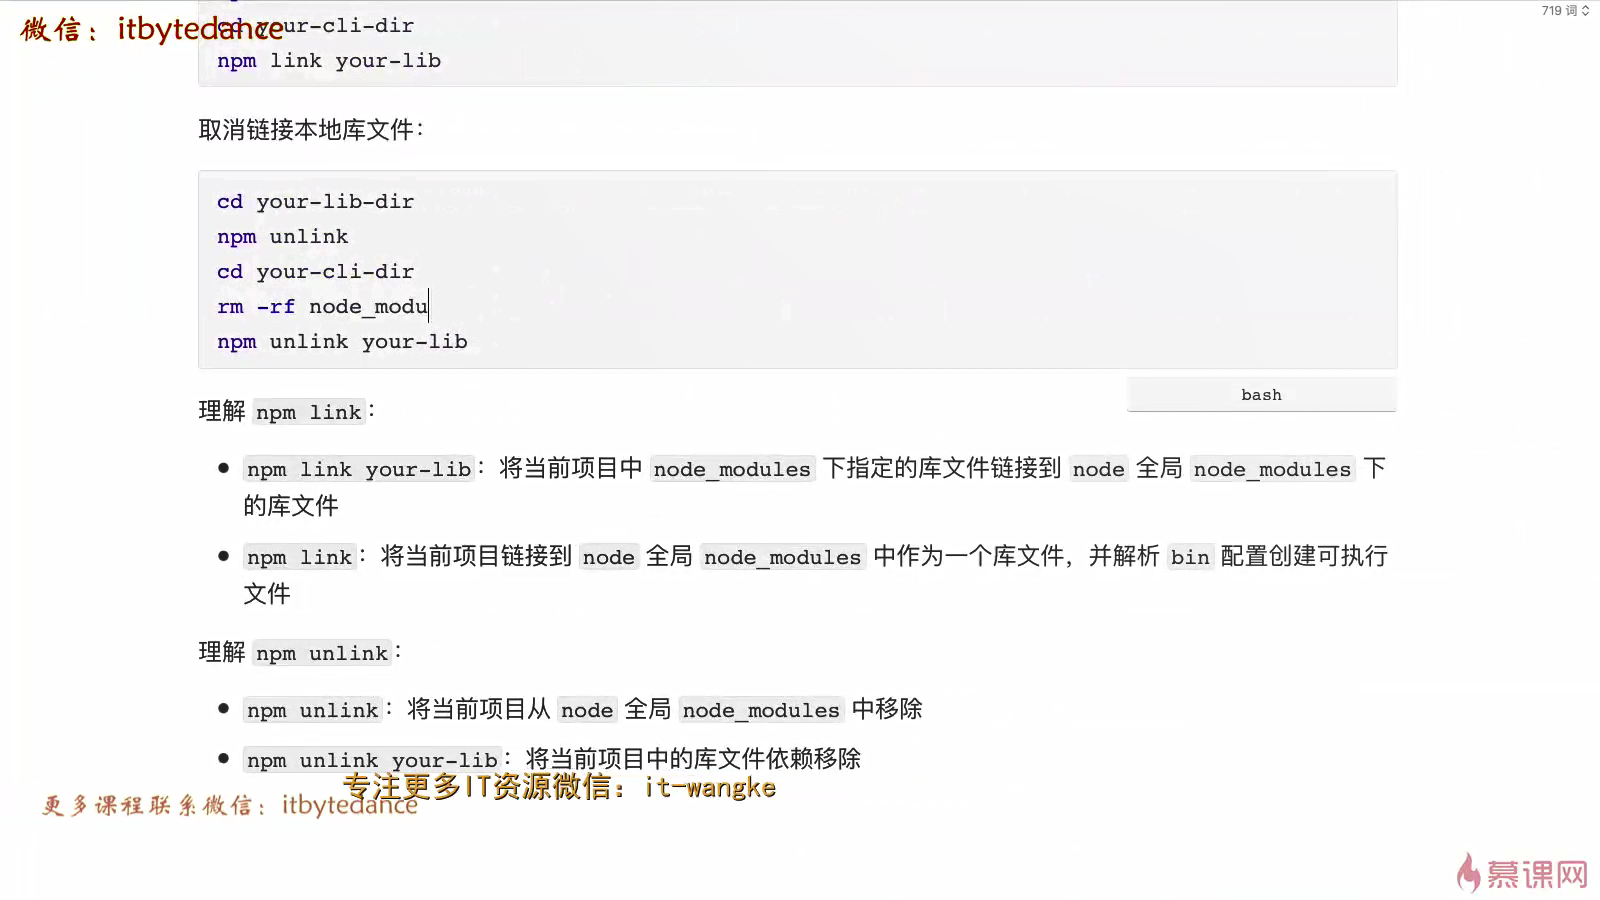 719 词
微信：itbytedance
cd your-cli-dir
npm link your-lib
取消链接本地库文件：
cd your-lib-dir
npm unlink
cd your-cli-dir
rm -rf node_modu
npm unlink your-lib
bash
理解 npm link：
npm link your-lib：将当前项目中 node_modules 下指定的库文件链接到 node 全局 node_modules 下
的库文件
npm link：将当前项目链接到 node 全局 node_modules 中作为一个库文件，并解析 bin 配置创建可执行
文件
理解 npm unlink：
npm unlink：将当前项目从 node 全局 node_modules 中移除
npm unlink your-lib：将当前项目中的库文件依赖移除
专注更多IT资源微信：it-wangke
更多课程联系微信：itbytedance
慕课网